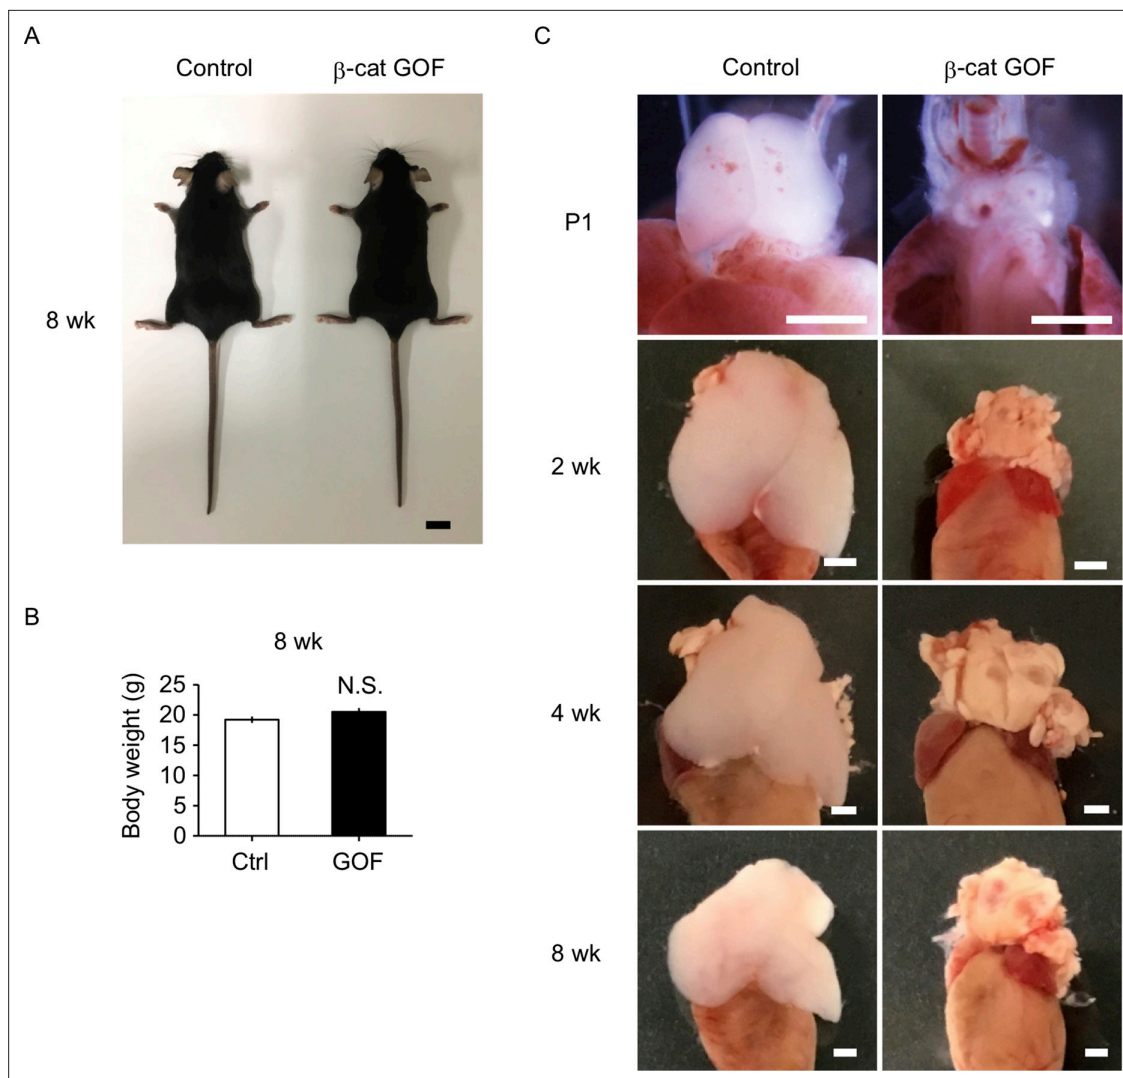 A
Control β-cat GOF
8 wk
B
8 wk
Body weight (g)
25
20
15
10
5
0
N.S.
Ctrl GOF
C
Control β-cat GOF
P1
2 wk
4 wk
8 wk